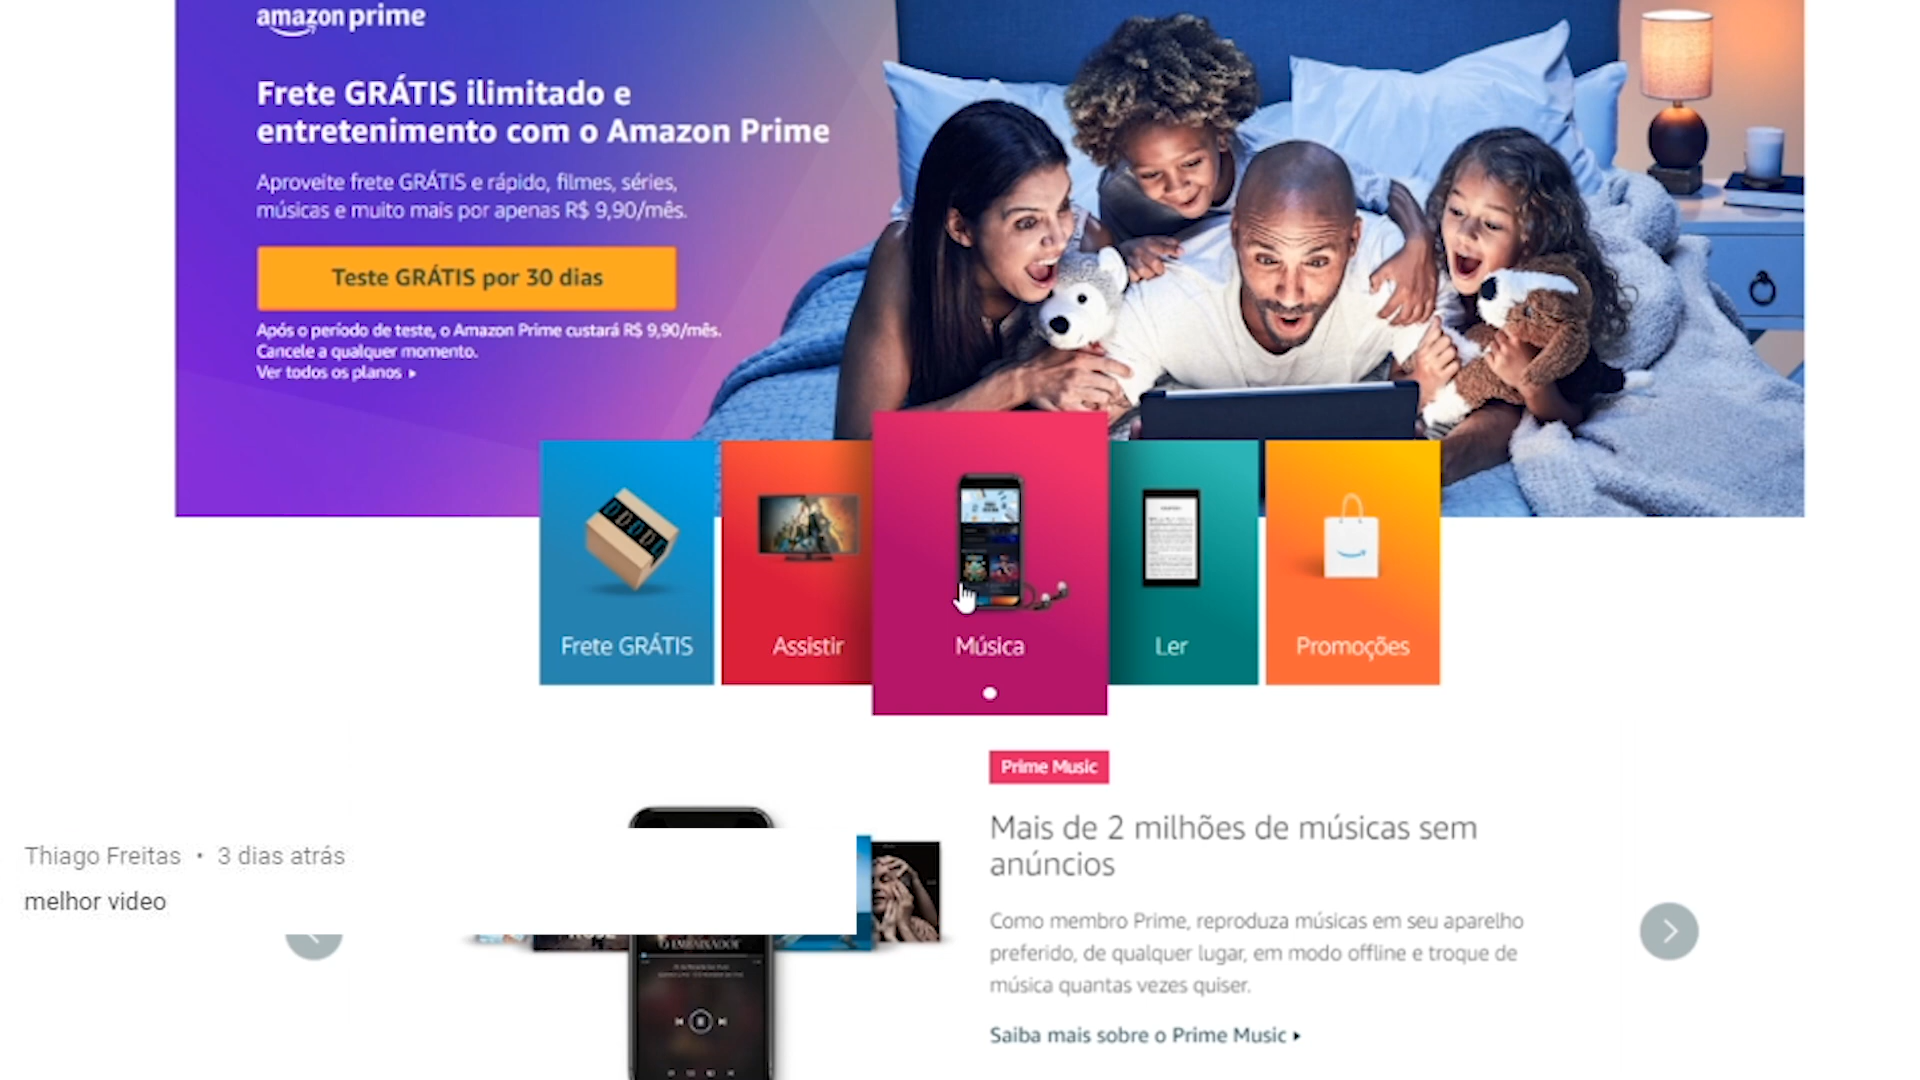 amazon prime
Frete GRÁTIS ilimitado e
entretenimento com o Amazon Prime
Aproveite frete GRÁTIS e rápido, filmes, séries,
músicas e muito mais por apenas R$ 9,90/mês.
Teste GRÁTIS por 30 dias
Após o período de teste, o Amazon Prime custará R$ 9,90/mês.
Cancele a qualquer momento.
Ver todos os planos ▸
Frete GRÁTIS
Assistir
Música
Ler
Promoções
Prime Music
Mais de 2 milhões de músicas sem
anúncios
Como membro Prime, reproduza músicas em seu aparelho
preferido, de qualquer lugar, em modo offline e troque de
música quantas vezes quiser.
Saiba mais sobre o Prime Music ▸
Thiago Freitas • 3 dias atrás
melhor video
O EMBAIXADOR